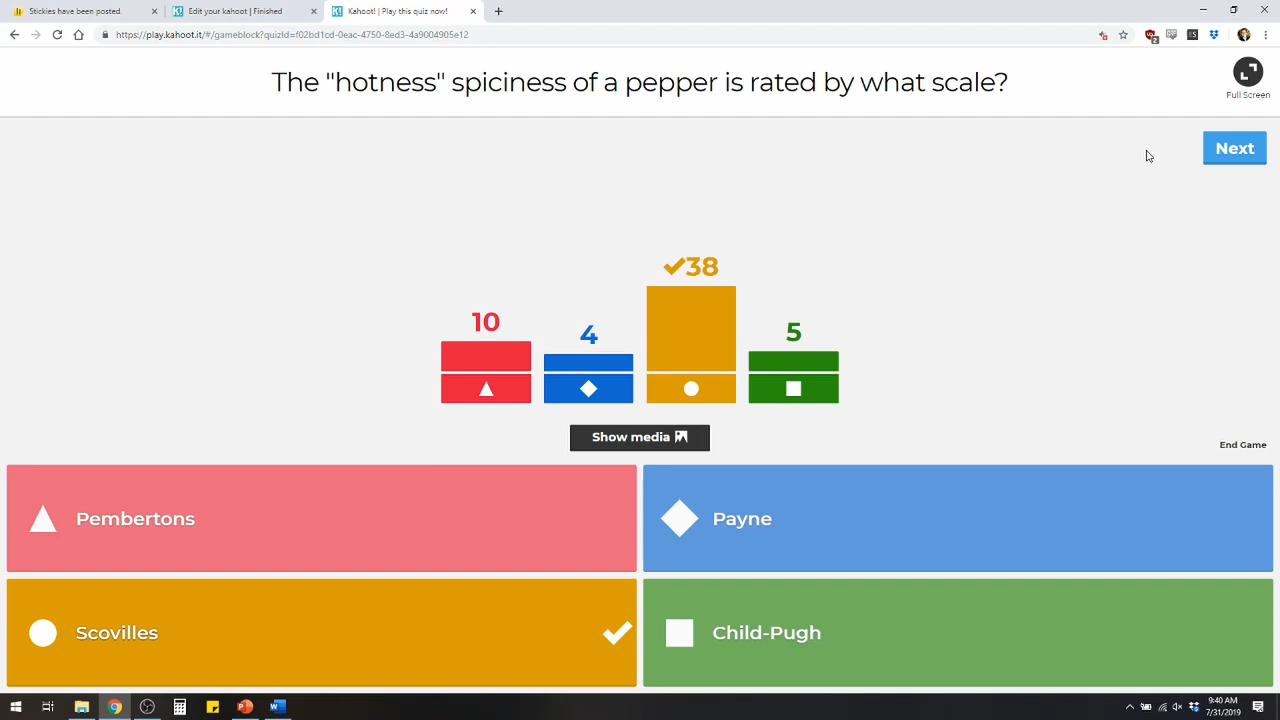 Stickies have been posted.
Edit your kahoot | Finished
Kahoot! | Play this quiz now!
https://play.kahoot.it/#/gameblock?quizId=f02bd1cd-0eac-4750-8ed3-4a9004905e12
The "hotness" spiciness of a pepper is rated by what scale?
Full Screen
Next
10
4
38
5
Show media
End Game
Pembertons
Payne
Scovilles
Child-Pugh
9:40 AM
7/31/2019